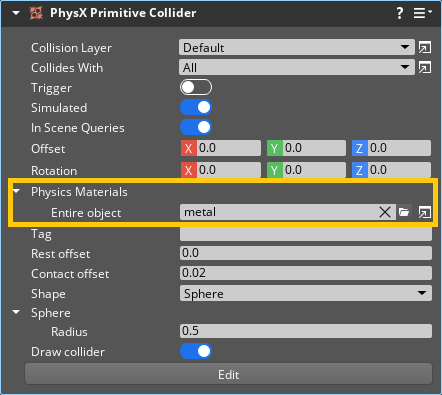 PhysX Primitive Collider ?
Collision Layer Default
Collides With All
Trigger
Simulated
In Scene Queries
Offset X 0.0 Y 0.0 Z 0.0
Rotation X 0.0 Y 0.0 Z 0.0
Physics Materials
Entire object metal
Tag
Rest offset 0.0
Contact offset 0.02
Shape Sphere
Sphere
Radius 0.5
Draw collider
Edit